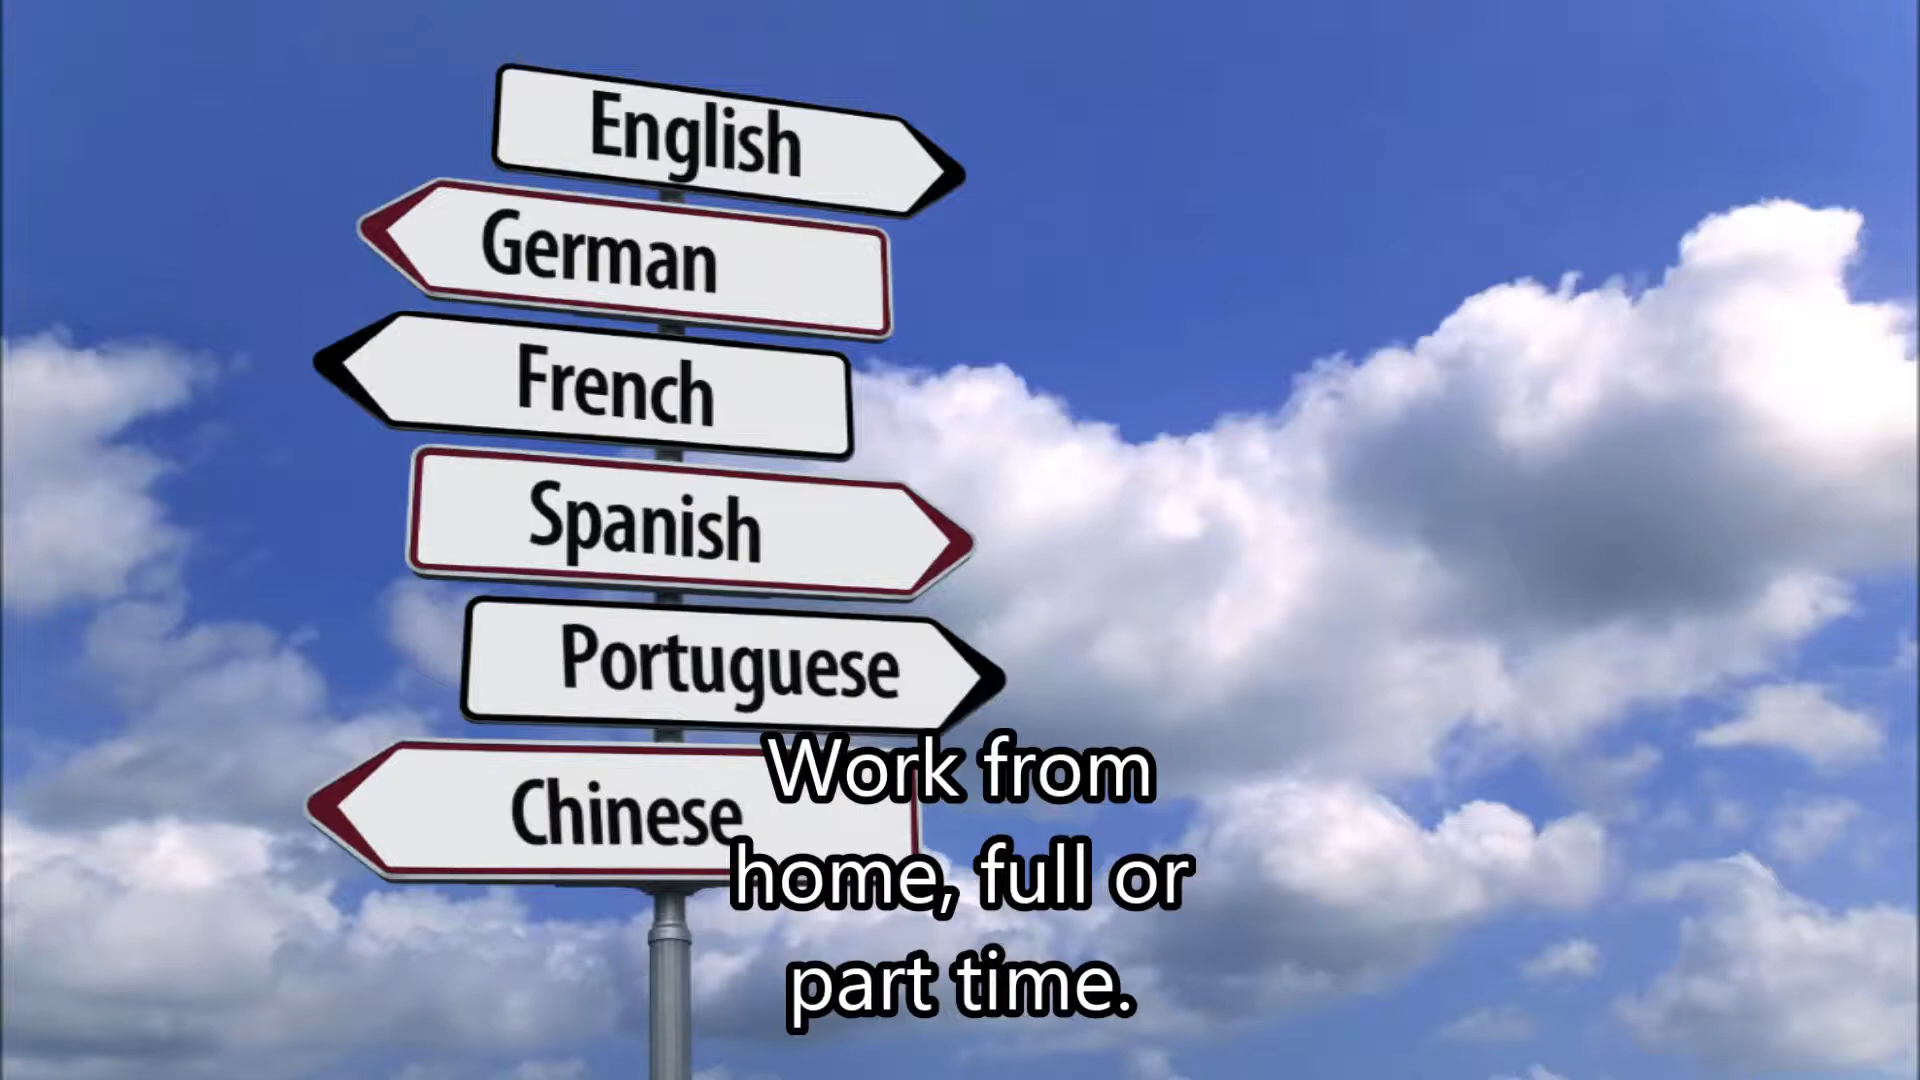 English
German
French
Spanish
Portuguese
Chinese
Work from
home, full or
part time.